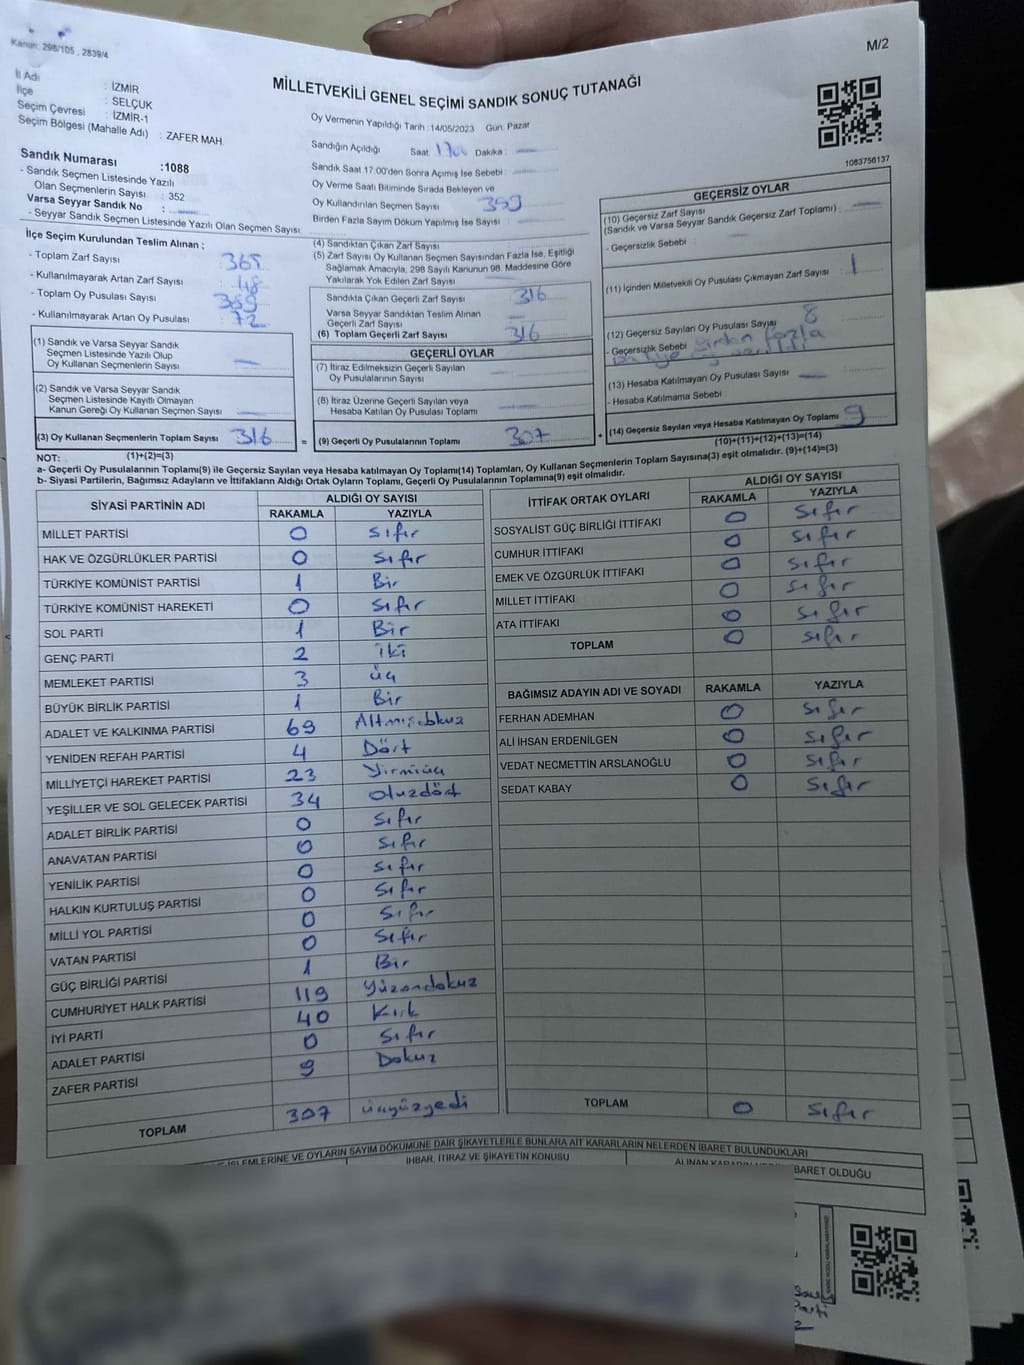 Kanun: 298/105 , 2839/4
M/2
İl Adı : İZMİR
İlçe : SELÇUK
Seçim Çevresi : İZMİR-1
Seçim Bölgesi (Mahalle Adı) : ZAFER MAH.
MİLLETVEKİLİ GENEL SEÇİMİ SANDIK SONUÇ TUTANAĞI
Oy Vermenin Yapıldığı Tarih : 14/05/2023 Gün: Pazar
Sandığın Açıldığı Saat: 17:00 Dakika :
Sandık Saat 17.00'den Sonra Açımış İse Sebebi :
Oy Verme Saati Bitiminde Sırada Bekleyen ve
Oy Kullandırılan Seçmen Sayısı
Birden Fazla Sayım Döküm Yapılmış İse Sayısı :
1083756137
Sandık Numarası :1088
- Sandık Seçmen Listesinde Yazılı
Olan Seçmenlerin Sayısı : 352
Varsa Seyyar Sandık No :
- Seyyar Sandık Seçmen Listesinde Yazılı Olan Seçmen Sayısı:
İlçe Seçim Kurulundan Teslim Alınan ;
- Toplam Zarf Sayısı : 365
- Kullanılmayarak Artan Zarf Sayısı :
- Toplam Oy Pusulası Sayısı : 389
- Kullanılmayarak Artan Oy Pusulası : 72
(1) Sandık ve Varsa Seyyar Sandık
Seçmen Listesinde Yazılı Olup
Oy Kullanan Seçmenlerin Sayısı :
(2) Sandık ve Varsa Seyyar Sandık
Seçmen Listesinde Kayıtlı Olmayan
Kanun Gereği Oy Kullanan Seçmen Sayısı :
(3) Oy Kullanan Seçmenlerin Toplam Sayısı 316 =
(1)+(2)=(3)
(4) Sandıktan Çıkan Zarf Sayısı :
(5) Zarf Sayısı Oy Kullanan Seçmen Sayısından Fazla İse, Eşitliği
Sağlamak Amacıyla, 298 Sayılı Kanunun 98. Maddesine Göre
Yakılarak Yok Edilen Zarf Sayısı :
Sandıkta Çıkan Geçerli Zarf Sayısı : 316
Varsa Seyyar Sandıktan Teslim Alınan
Geçerli Zarf Sayısı :
(6) Toplam Geçerli Zarf Sayısı : 316
GEÇERLİ OYLAR
(7) İtiraz Edilmeksizin Geçerli Sayılan
Oy Pusulalarının Sayısı :
(8) İtiraz Üzerine Geçerli Sayılan veya
Hesaba Katılan Oy Pusulası Toplamı :
(9) Geçerli Oy Pusulalarının Toplamı : 307 +
GEÇERSİZ OYLAR
(10) Geçersiz Zarf Sayısı :
(Sandık ve Varsa Seyyar Sandık Geçersiz Zarf Toplamı) :
- Geçersizlik Sebebi :
(11) İçinden Milletvekili Oy Pusulası Çıkmayan Zarf Sayısı : 1
(12) Geçersiz Sayılan Oy Pusulası Sayısı : 8
- Geçersizlik Sebebi : birden fazla
(13) Hesaba Katılmayan Oy Pusulası Sayısı :
- Hesaba Katılmama Sebebi :
(14) Geçersiz Sayılan veya Hesaba Katılmayan Oy Toplamı : 9
(10)+(11)+(12)+(13)=(14)
NOT:
a- Geçerli Oy Pusulalarının Toplamı(9) ile Geçersiz Sayılan veya Hesaba katılmayan Oy Toplamı(14) Toplamları, Oy Kullanan Seçmenlerin Toplam Sayısına(3) eşit olmalıdır. (9)+(14)=(3)
b- Siyasi Partilerin, Bağımsız Adayların ve İttifakların Aldığı Ortak Oyların Toplamı, Geçerli Oy Pusulalarının Toplamına(9) eşit olmalıdır.
SİYASİ PARTİNİN ADI ALDIĞI OY SAYISI
RAKAMLA YAZIYLA
MİLLET PARTİSİ 0 Sıfır
HAK VE ÖZGÜRLÜKLER PARTİSİ 0 Sıfır
TÜRKİYE KOMÜNİST PARTİSİ 1 Bir
TÜRKİYE KOMÜNİST HAREKETİ 0 Sıfır
SOL PARTİ 1 Bir
GENÇ PARTİ 2 iki
MEMLEKET PARTİSİ 3 üç
BÜYÜK BİRLİK PARTİSİ 1 Bir
ADALET VE KALKINMA PARTİSİ 69 Altmışdokuz
YENİDEN REFAH PARTİSİ 4 Dört
MİLLİYETÇİ HAREKET PARTİSİ 23 Yirmiüç
YEŞİLLER VE SOL GELECEK PARTİSİ 34 Otuzdört
ADALET BİRLİK PARTİSİ 0 Sıfır
ANAVATAN PARTİSİ 0 Sıfır
YENİLİK PARTİSİ 0 Sıfır
HALKIN KURTULUŞ PARTİSİ 0 Sıfır
MİLLİ YOL PARTİSİ 0 Sıfır
VATAN PARTİSİ 0 Sıfır
GÜÇ BİRLİĞİ PARTİSİ 1 Bir
CUMHURİYET HALK PARTİSİ 119 Yüzondokuz
İYİ PARTİ 40 Kırk
ADALET PARTİSİ 0 Sıfır
ZAFER PARTİSİ 9 Dokuz
TOPLAM 307 üçyüzyedi
İTTİFAK ORTAK OYLARI ALDIĞI OY SAYISI
RAKAMLA YAZIYLA
SOSYALİST GÜÇ BİRLİĞİ İTTİFAKI 0 Sıfır
CUMHUR İTTİFAKI 0 Sıfır
EMEK VE ÖZGÜRLÜK İTTİFAKI 0 Sıfır
MİLLET İTTİFAKI 0 Sıfır
ATA İTTİFAKI 0 Sıfır
TOPLAM 0 Sıfır
BAĞIMSIZ ADAYIN ADI VE SOYADI RAKAMLA YAZIYLA
FERHAN ADEMHAN 0 Sıfır
ALİ İHSAN ERDENİLGEN 0 Sıfır
VEDAT NECMETTİN ARSLANOĞLU 0 Sıfır
SEDAT KABAY 0 Sıfır
TOPLAM 0 Sıfır
İŞLEMLERİNE VE OYLARIN SAYIM DÖKÜMÜNE DAİR ŞİKAYETLERLE BUNLARA AİT KARARLARIN NELERDEN İBARET BULUNDUKLARI
İHBAR, İTİRAZ VE ŞİKAYETİN KONUSU
ALINAN KARARIN İBARET OLDUĞU